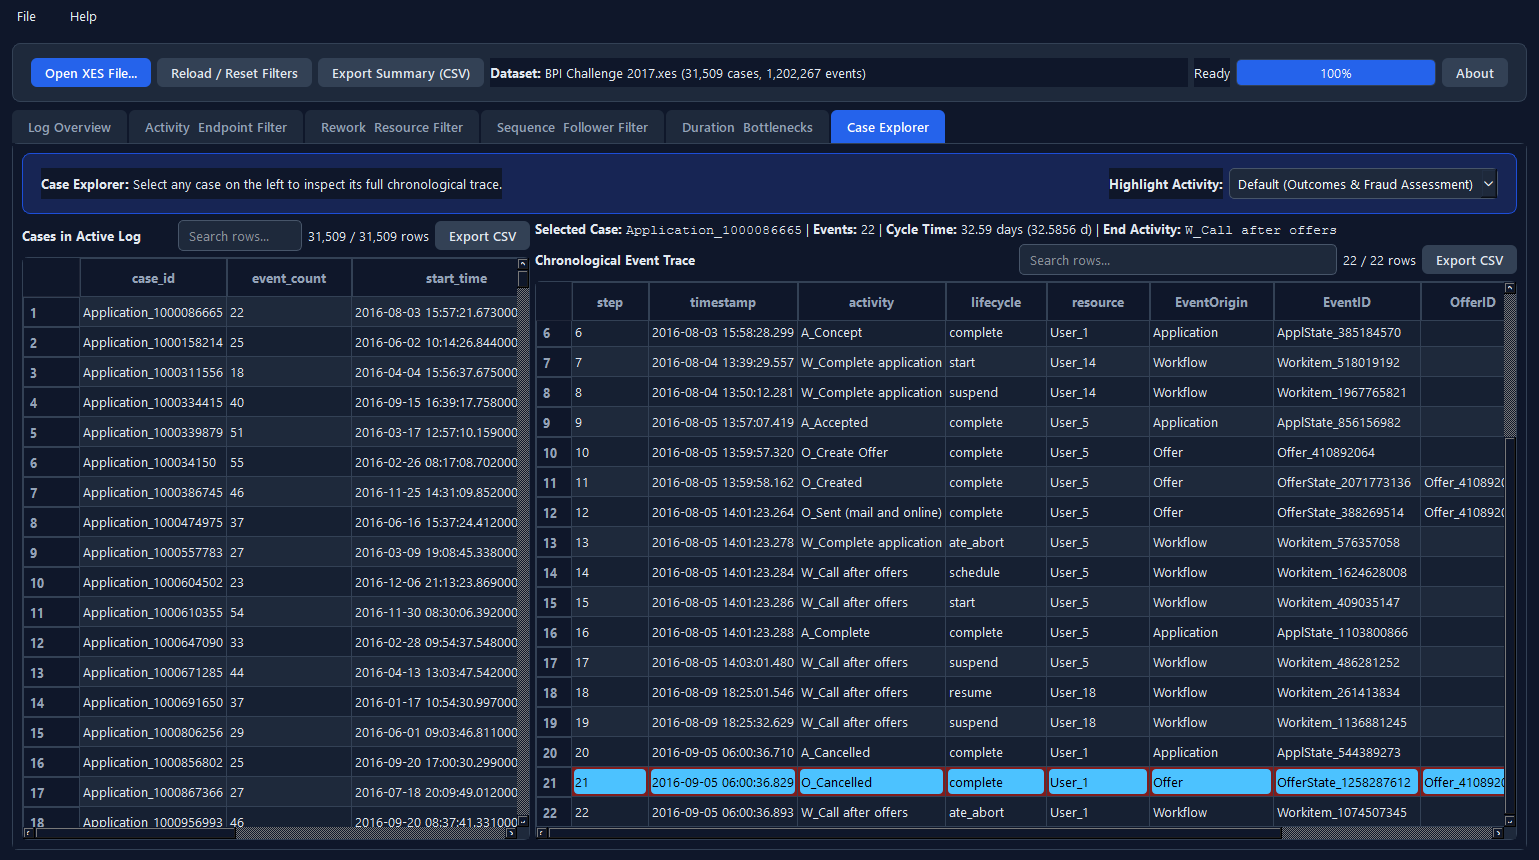 File Help
Open XES File... Reload / Reset Filters Export Summary (CSV) Dataset: BPI Challenge 2017.xes (31,509 cases, 1,202,267 events) Ready 100% About
Log Overview Activity Endpoint Filter Rework Resource Filter Sequence Follower Filter Duration Bottlenecks Case Explorer
Case Explorer: Select any case on the left to inspect its full chronological trace. Highlight Activity: Default (Outcomes & Fraud Assessment)
Cases in Active Log Search rows... 31,509 / 31,509 rows Export CSV
case_id event_count start_time
1 Application_1000086665 22 2016-08-03 15:57:21.673000
2 Application_1000158214 25 2016-06-02 10:14:26.844000
3 Application_1000311556 18 2016-04-04 15:56:37.675000
4 Application_1000334415 40 2016-09-15 16:39:17.758000
5 Application_1000339879 51 2016-03-17 12:57:10.159000
6 Application_100034150 55 2016-02-26 08:17:08.702000
7 Application_1000386745 46 2016-11-25 14:31:09.852000
8 Application_1000474975 37 2016-06-16 15:37:24.412000
9 Application_1000557783 27 2016-03-09 19:08:45.338000
10 Application_1000604502 23 2016-12-06 21:13:23.869000
11 Application_1000610355 54 2016-11-30 08:30:06.392000
12 Application_1000647090 33 2016-02-28 09:54:37.548000
13 Application_1000671285 44 2016-04-13 13:03:47.542000
14 Application_1000691650 37 2016-01-17 10:54:30.997000
15 Application_1000806256 29 2016-06-01 09:03:46.811000
16 Application_1000856802 25 2016-09-20 17:00:30.299000
17 Application_1000867366 27 2016-07-18 20:09:49.012000
18 Application_1000956993 46 2016-09-20 08:37:41.331000
Selected Case: Application_1000086665 | Events: 22 | Cycle Time: 32.59 days (32.5856 d) | End Activity: W_Call after offers
Chronological Event Trace Search rows... 22 / 22 rows Export CSV
step timestamp activity lifecycle resource EventOrigin EventID OfferID
6 6 2016-08-03 15:58:28.299 A_Concept complete User_1 Application ApplState_385184570
7 7 2016-08-04 13:39:29.557 W_Complete application start User_14 Workflow Workitem_518019192
8 8 2016-08-04 13:50:12.281 W_Complete application suspend User_14 Workflow Workitem_1967765821
9 9 2016-08-05 13:57:07.419 A_Accepted complete User_5 Application ApplState_856156982
10 10 2016-08-05 13:59:57.320 O_Create Offer complete User_5 Offer Offer_410892064
11 11 2016-08-05 13:59:58.162 O_Created complete User_5 Offer OfferState_2071773136 Offer_4108920
12 12 2016-08-05 14:01:23.264 O_Sent (mail and online) complete User_5 Offer OfferState_388269514 Offer_4108920
13 13 2016-08-05 14:01:23.278 W_Complete application ate_abort User_5 Workflow Workitem_576357058
14 14 2016-08-05 14:01:23.284 W_Call after offers schedule User_5 Workflow Workitem_1624628008
15 15 2016-08-05 14:01:23.286 W_Call after offers start User_5 Workflow Workitem_409035147
16 16 2016-08-05 14:01:23.288 A_Complete complete User_5 Application ApplState_1103800866
17 17 2016-08-05 14:03:01.480 W_Call after offers suspend User_5 Workflow Workitem_486281252
18 18 2016-08-09 18:25:01.546 W_Call after offers resume User_18 Workflow Workitem_261413834
19 19 2016-08-09 18:25:32.629 W_Call after offers suspend User_18 Workflow Workitem_1136881245
20 20 2016-09-05 06:00:36.710 A_Cancelled complete User_1 Application ApplState_544389273
21 21 2016-09-05 06:00:36.829 O_Cancelled complete User_1 Offer OfferState_1258287612 Offer_4108920
22 22 2016-09-05 06:00:36.893 W_Call after offers ate_abort User_1 Workflow Workitem_1074507345